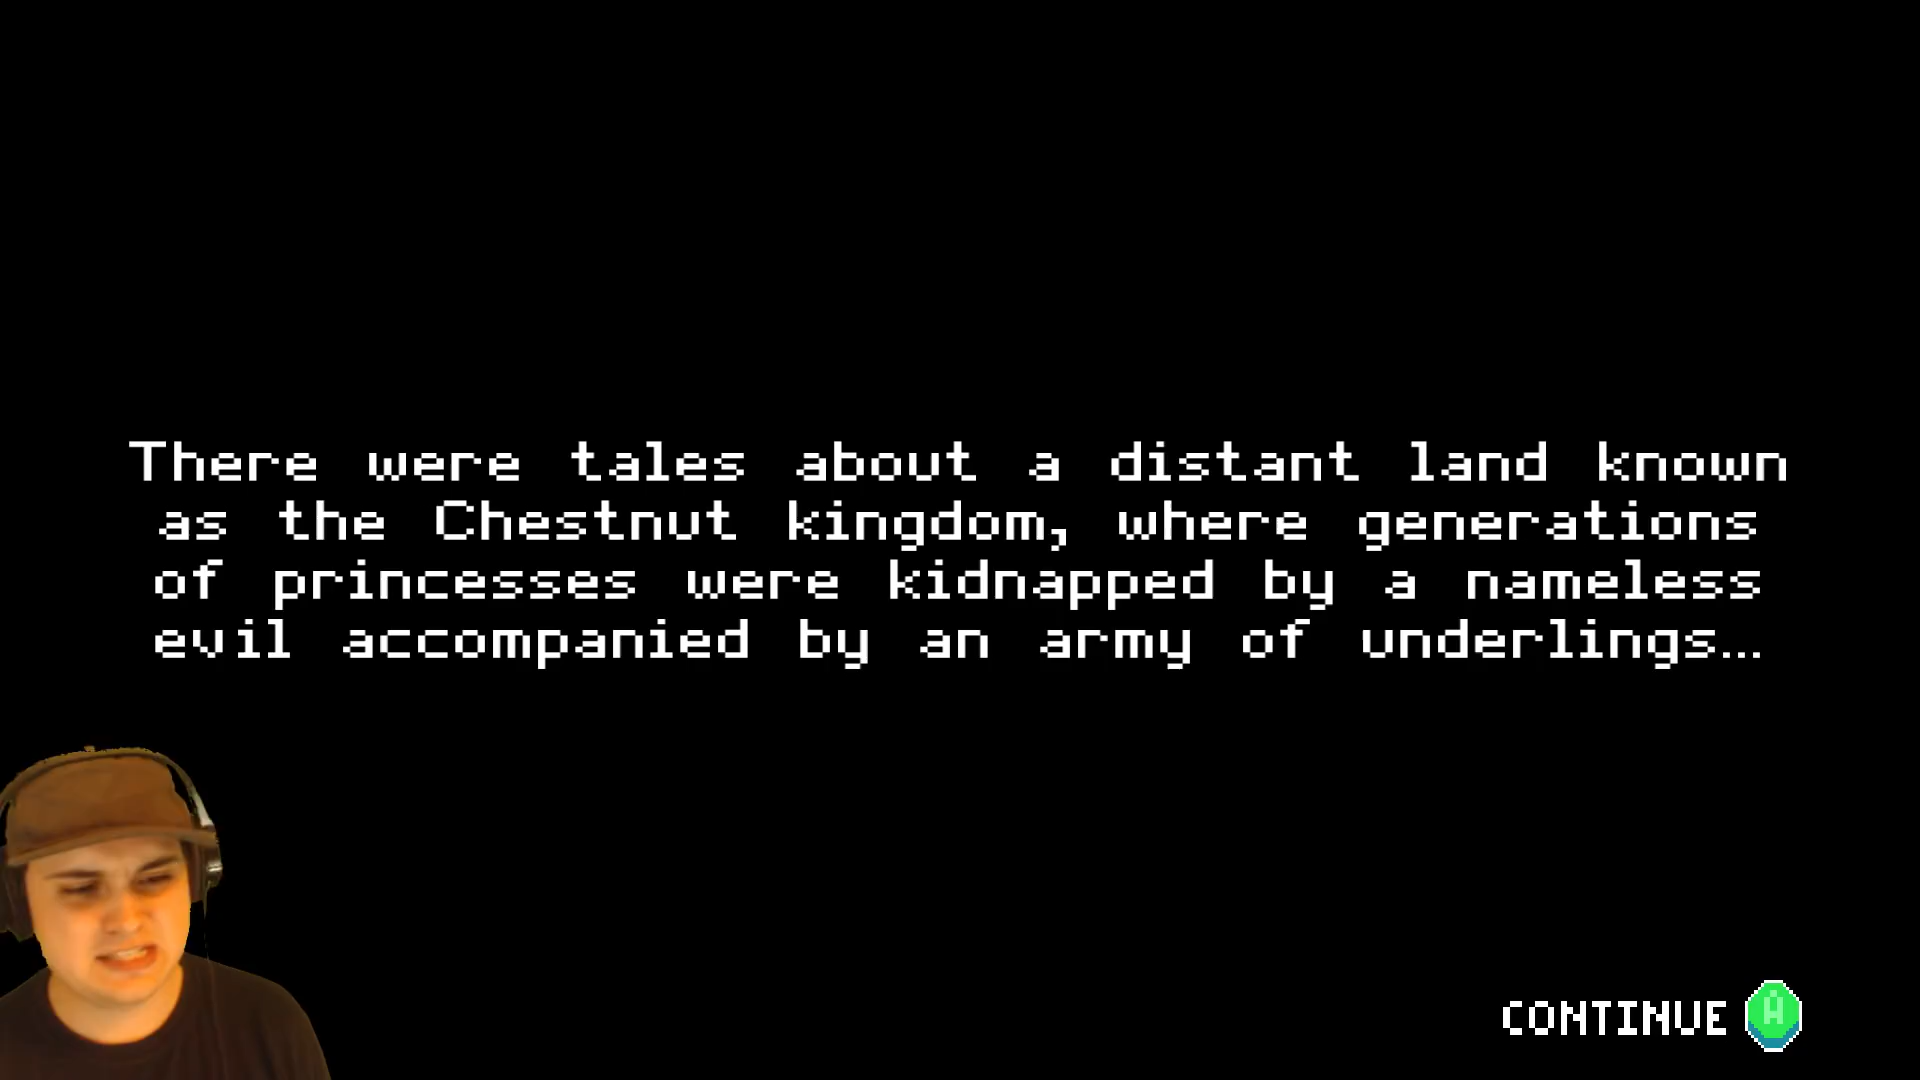 There were tales about a distant land known
as the Chestnut kingdom, where generations
of princesses were kidnapped by a nameless
evil accompanied by an army of underlings...
CONTINUE A